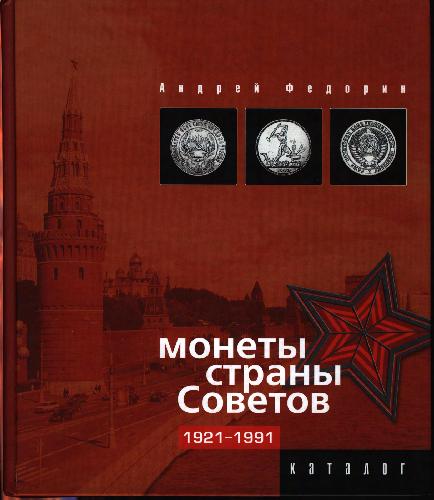 Андрей Федорин
монеты
страны
Советов
1921–1991
каталог